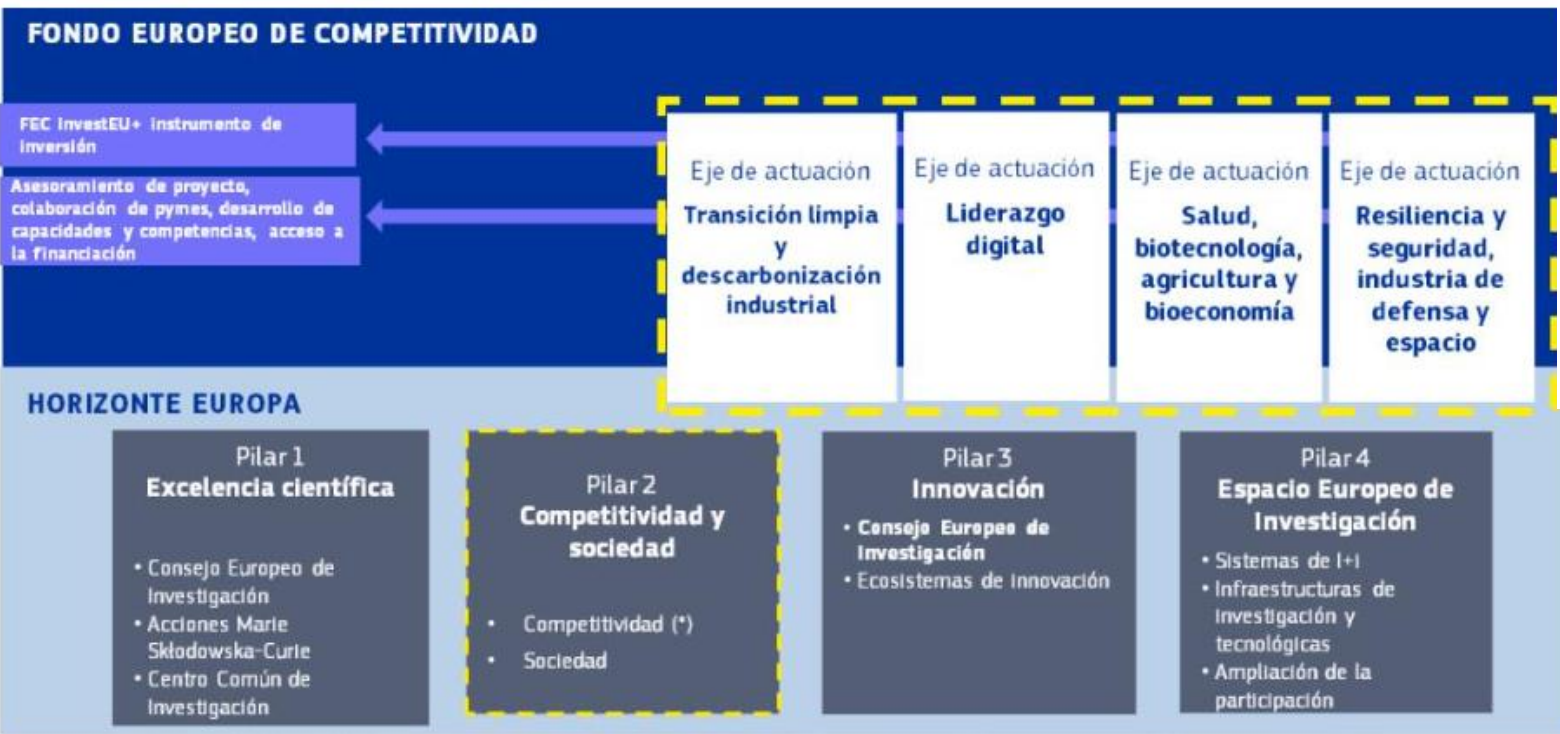 FONDO EUROPEO DE COMPETITIVIDAD
FEC InvestEU+ instrumento de
inversión
Asesoramiento de proyecto,
colaboración de pymes, desarrollo de
capacidades y competencias, acceso a
la financiación
Eje de actuación
Transición limpia
y
descarbonización
industrial
Eje de actuación
Liderazgo
digital
Eje de actuación
Salud,
biotecnología,
agricultura y
bioeconomía
Eje de actuación
Resiliencia y
seguridad,
industria de
defensa y
espacio
HORIZONTE EUROPA
Pilar 1
Excelencia científica
• Consejo Europeo de
Investigación
• Acciones Marie
Skłodowska-Curie
• Centro Común de
Investigación
Pilar 2
Competitividad y
sociedad
• Competitividad (*)
• Sociedad
Pilar 3
Innovación
• Consejo Europeo de
Investigación
• Ecosistemas de innovación
Pilar 4
Espacio Europeo de
Investigación
• Sistemas de I+i
• Infraestructuras de
investigación y
tecnológicas
• Ampliación de la
participación